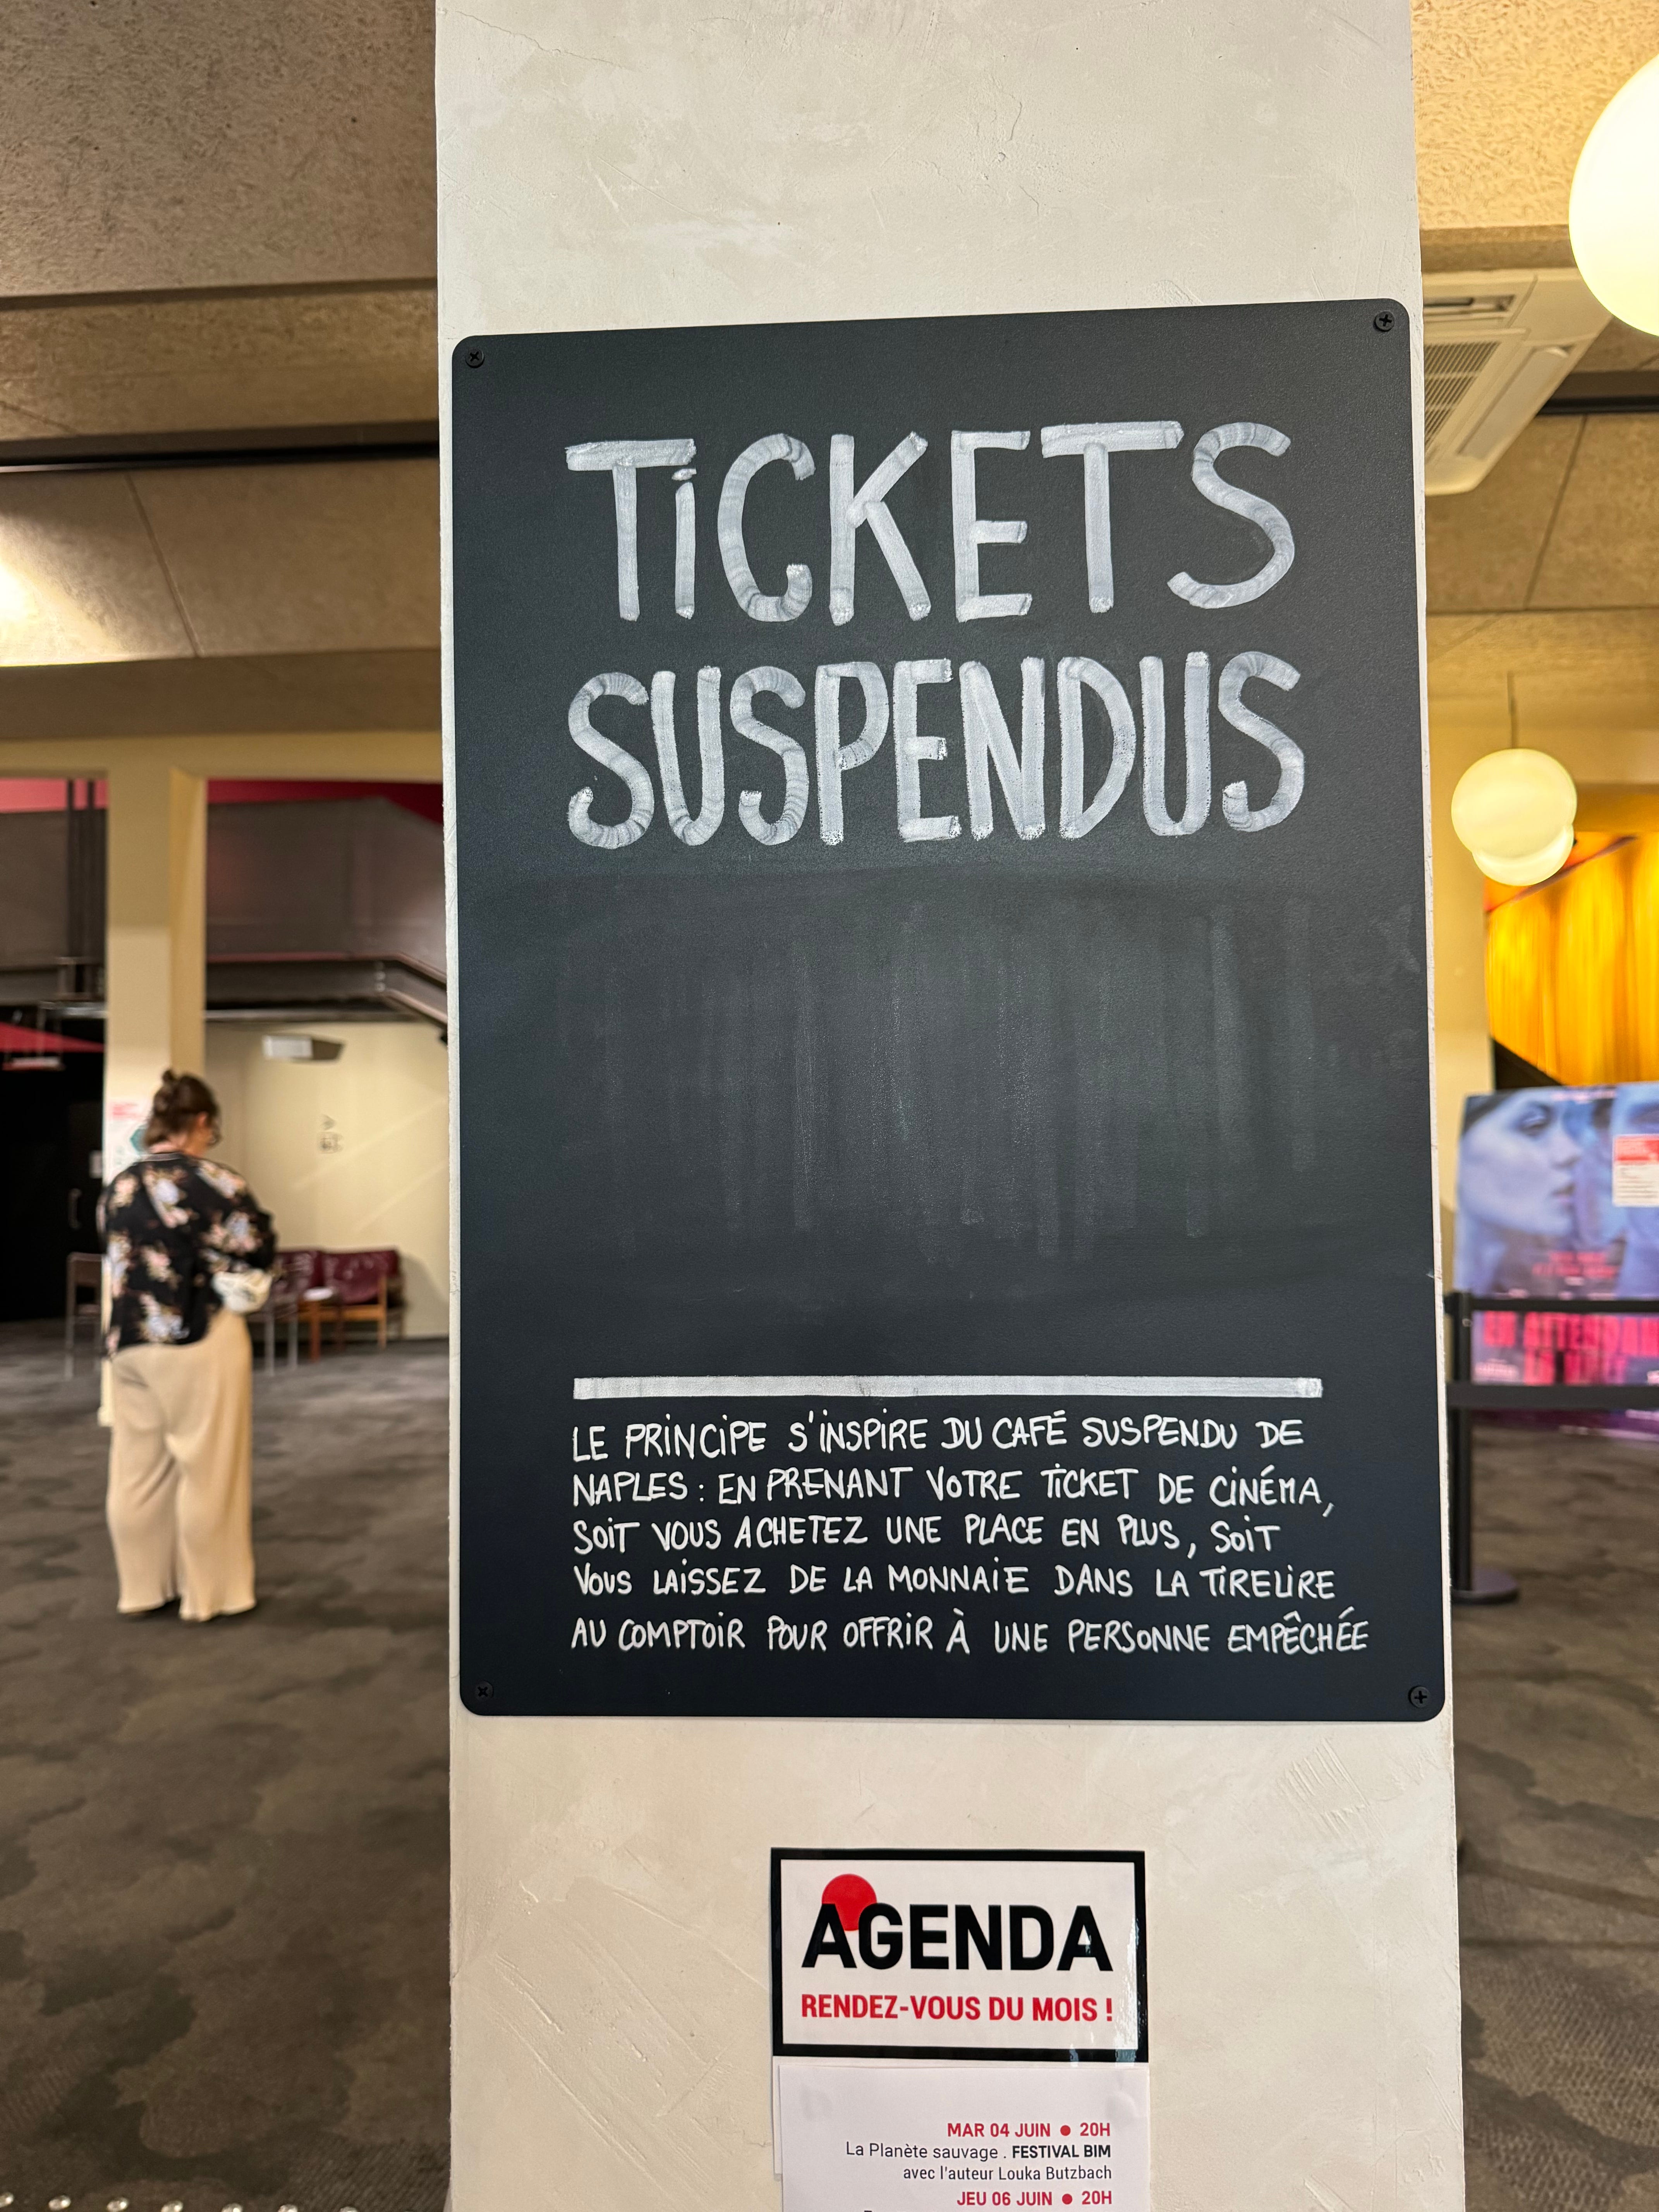 TiCKETS
SUSPENDUS
LE PRiNCiPE S'iNSPiRE DU CAFÉ SUSPENDU DE
NAPLES : EN PRENANT VOTRE TiCKET DE CiNÉMA,
SOiT VOUS ACHETEZ UNE PLACE EN PLUS, SOiT
VOUS LAiSSEZ DE LA MONNAiE DANS LA TiRELiRE
AU COMPTOiR POUR OFFRiR À UNE PERSONNE EMPÊCHÉE
AGENDA
RENDEZ-VOUS DU MOIS !
MAR 04 JUIN ● 20H
La Planète sauvage . FESTIVAL BIM
avec l'auteur Louka Butzbach
JEU 06 JUIN ● 20H